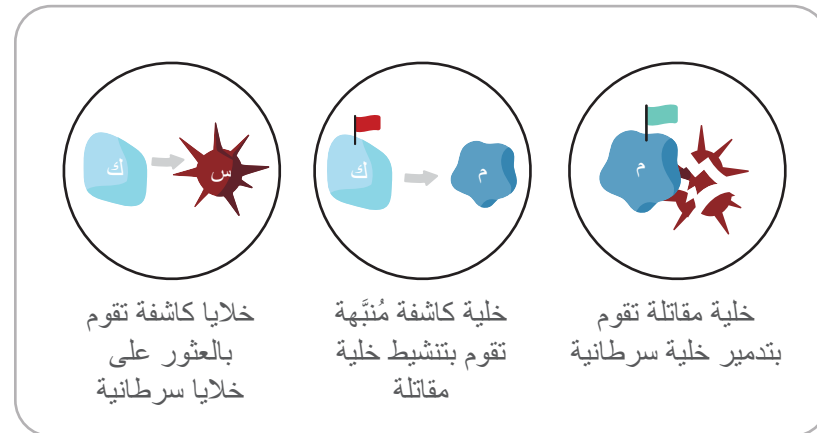 ك
س
خلايا كاشفة تقوم
بالعثور على
خلايا سرطانية
ك
م
خلية كاشفة مُنبَّهة
تقوم بتنشيط خلية
مقاتلة
م
خلية مقاتلة تقوم
بتدمير خلية سرطانية